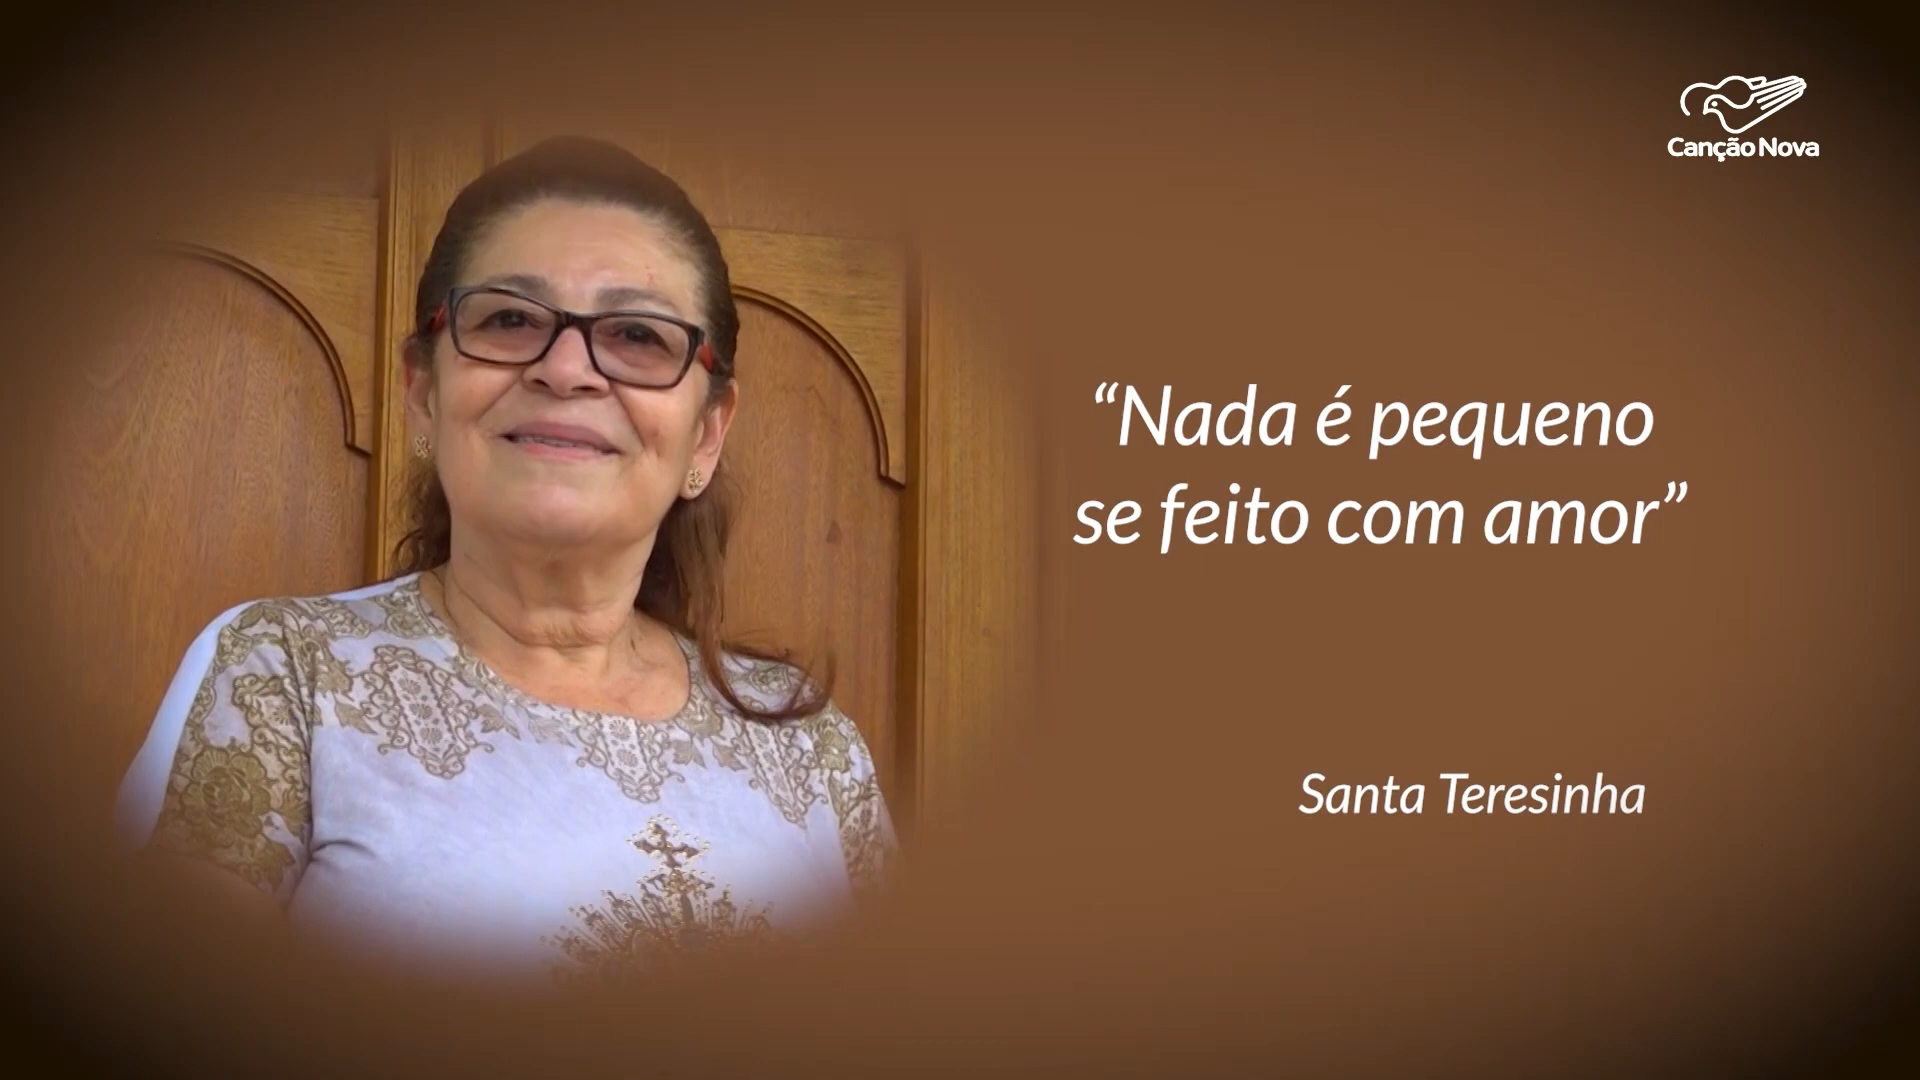 Canção Nova
“Nada é pequeno
se feito com amor”
Santa Teresinha